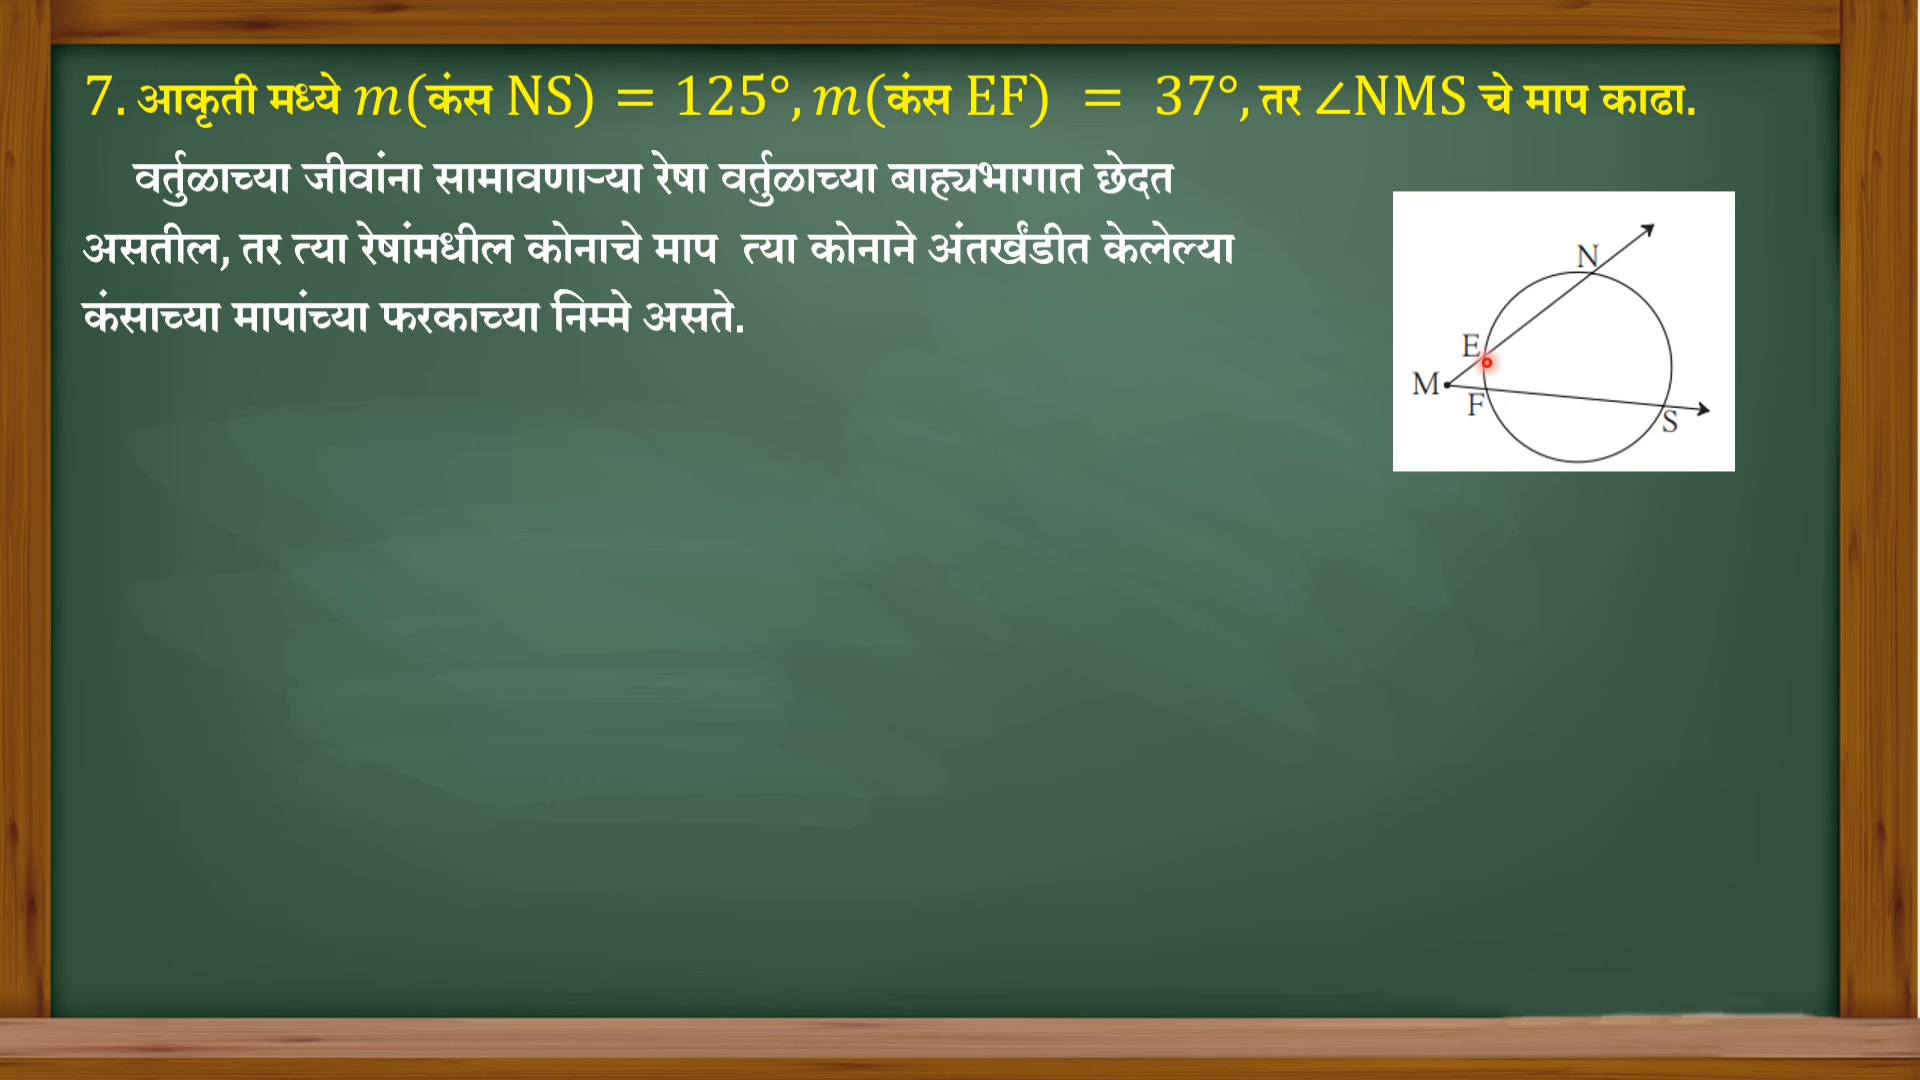 7. आकृती मध्ये m(कंस NS) = 125°, m(कंस EF) = 37°, तर ∠NMS चे माप काढा.
वर्तुळाच्या जीवांना सामावणाऱ्या रेषा वर्तुळाच्या बाह्यभागात छेदत
असतील, तर त्या रेषांमधील कोनाचे माप त्या कोनाने अंतर्खंडीत केलेल्या
कंसाच्या मापांच्या फरकाच्या निम्मे असते.
N
E
M
F
S